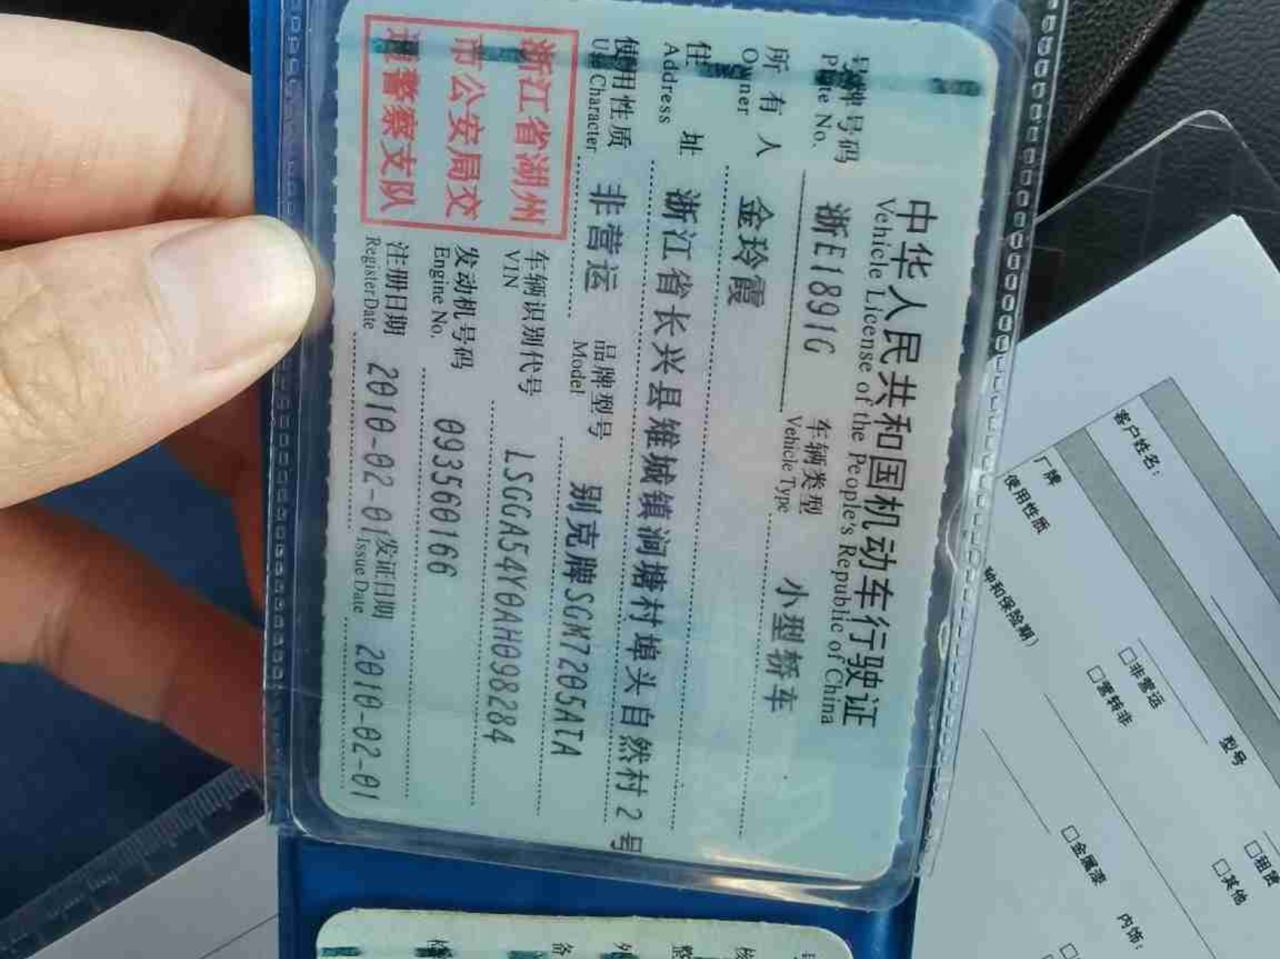 中华人民共和国机动车行驶证
Vehicle License of the People's Republic of China
号牌号码 浙E1891G 车辆类型 小型轿车
Plate No. Vehicle Type
所有人 金玲霞
Owner
住址 浙江省长兴县雉城镇涧塘村埠头自然村2号
Address
使用性质 非营运 品牌型号 别克牌SGM7205ATA
Use Character Model
浙江省湖州
市公安局交
通警察支队
车辆识别代号 LSGGA54Y0AH098284
VIN
发动机号码 093560166
Engine No.
注册日期 2010-02-01 发证日期 2010-02-01
Register Date Issue Date
客户姓名：
厂牌
型号
使用性质
□非营运
□营转非
□租赁
□其他
种和保险期）
□金属漆
内饰：